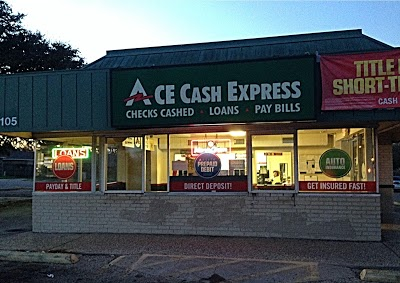 ACE CASH EXPRESS
CHECKS CASHED · LOANS · PAY BILLS
TITLE
SHORT-T
CASH
105
LOANS
LOANS
PAYDAY & TITLE
PREPAID
DEBIT
DIRECT DEPOSIT!
AUTO
INSURANCE
GET INSURED FAST!